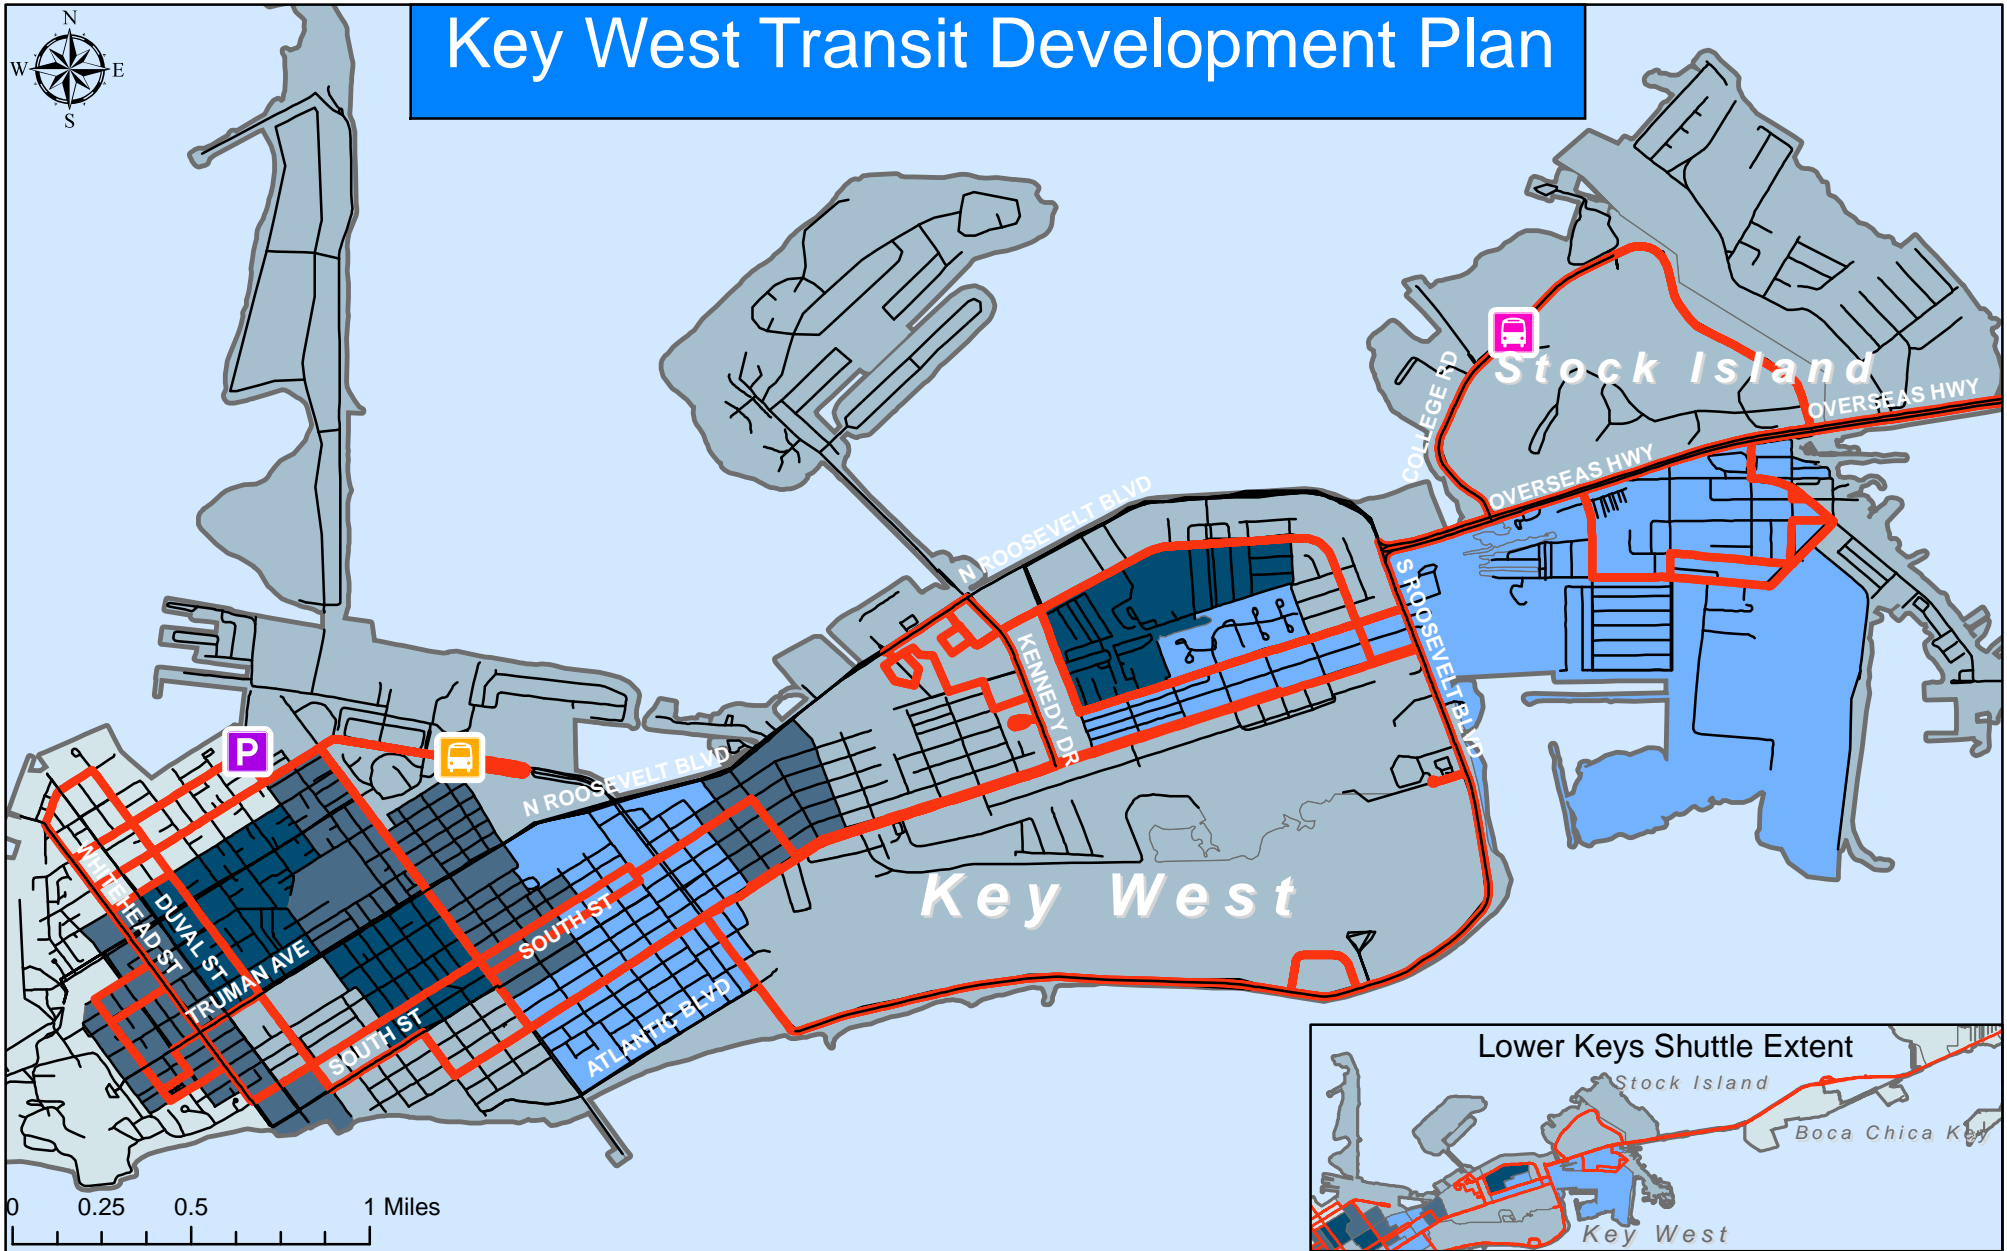 Key West Transit Development Plan
N
W
E
S
Stock Island
COLLEGE RD
OVERSEAS HWY
OVERSEAS HWY
N ROOSEVELT BLVD
S ROOSEVELT BLVD
KENNEDY DR
P
N ROOSEVELT BLVD
Key West
WHITEHEAD ST
DUVAL ST
TRUMAN AVE
SOUTH ST
SOUTH ST
ATLANTIC BLVD
0 0.25 0.5 1 Miles
Lower Keys Shuttle Extent
Stock Island
Boca Chica Key
Key West